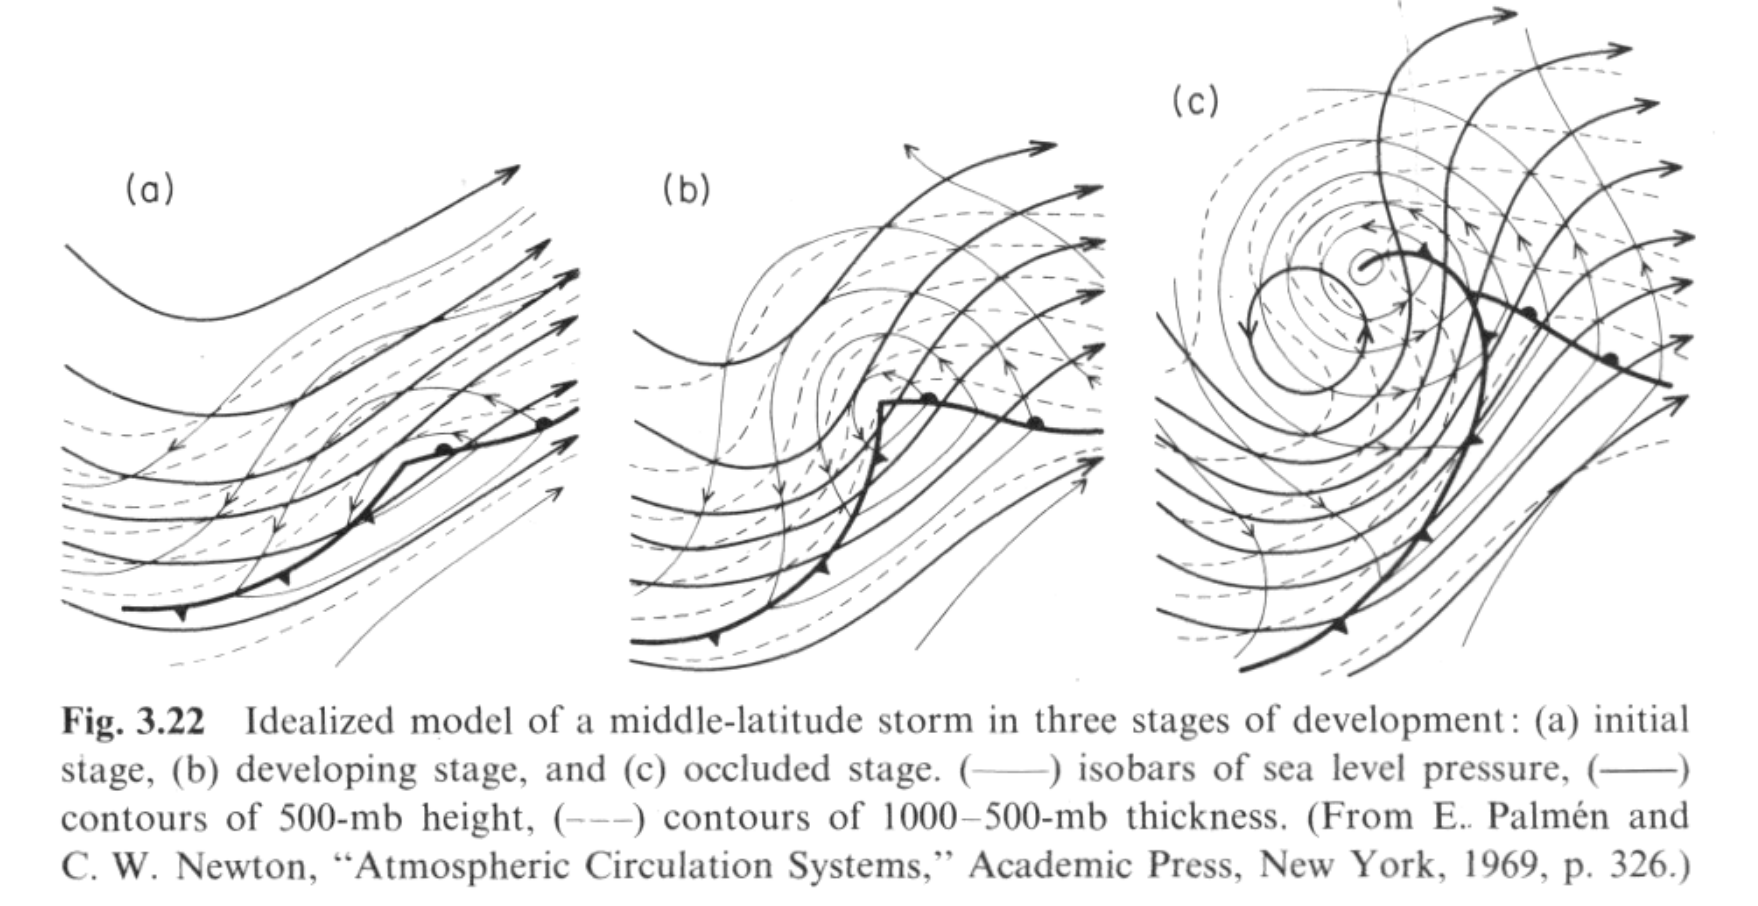 (a)
(b)
(c)
Fig. 3.22 Idealized model of a middle-latitude storm in three stages of development: (a) initial
stage, (b) developing stage, and (c) occluded stage. (——) isobars of sea level pressure, (——)
contours of 500-mb height, (---) contours of 1000–500-mb thickness. (From E. Palmén and
C. W. Newton, “Atmospheric Circulation Systems,” Academic Press, New York, 1969, p. 326.)